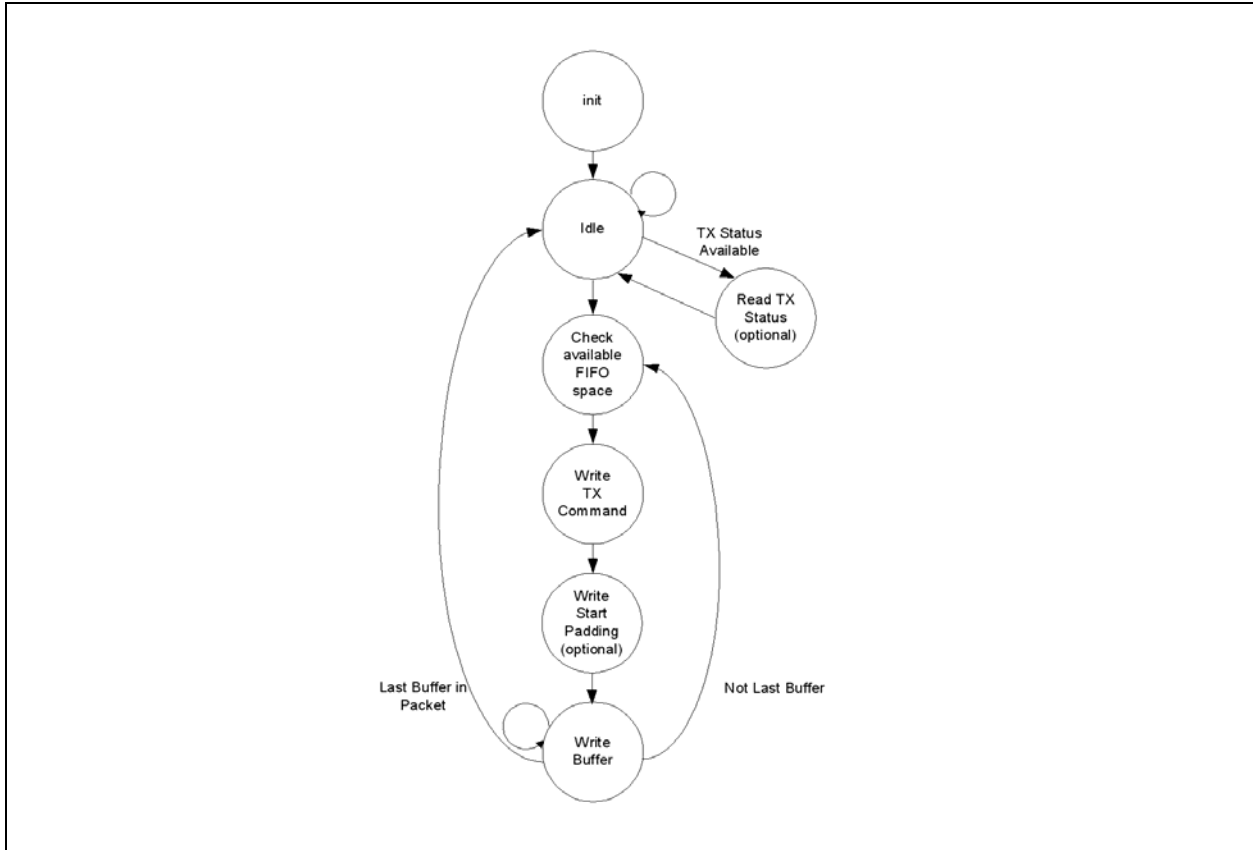 init
Idle
TX Status
Available
Read TX
Status
(optional)
Check
available
FIFO
space
Write
TX
Command
Write
Start
Padding
(optional)
Last Buffer in
Packet
Not Last Buffer
Write
Buffer